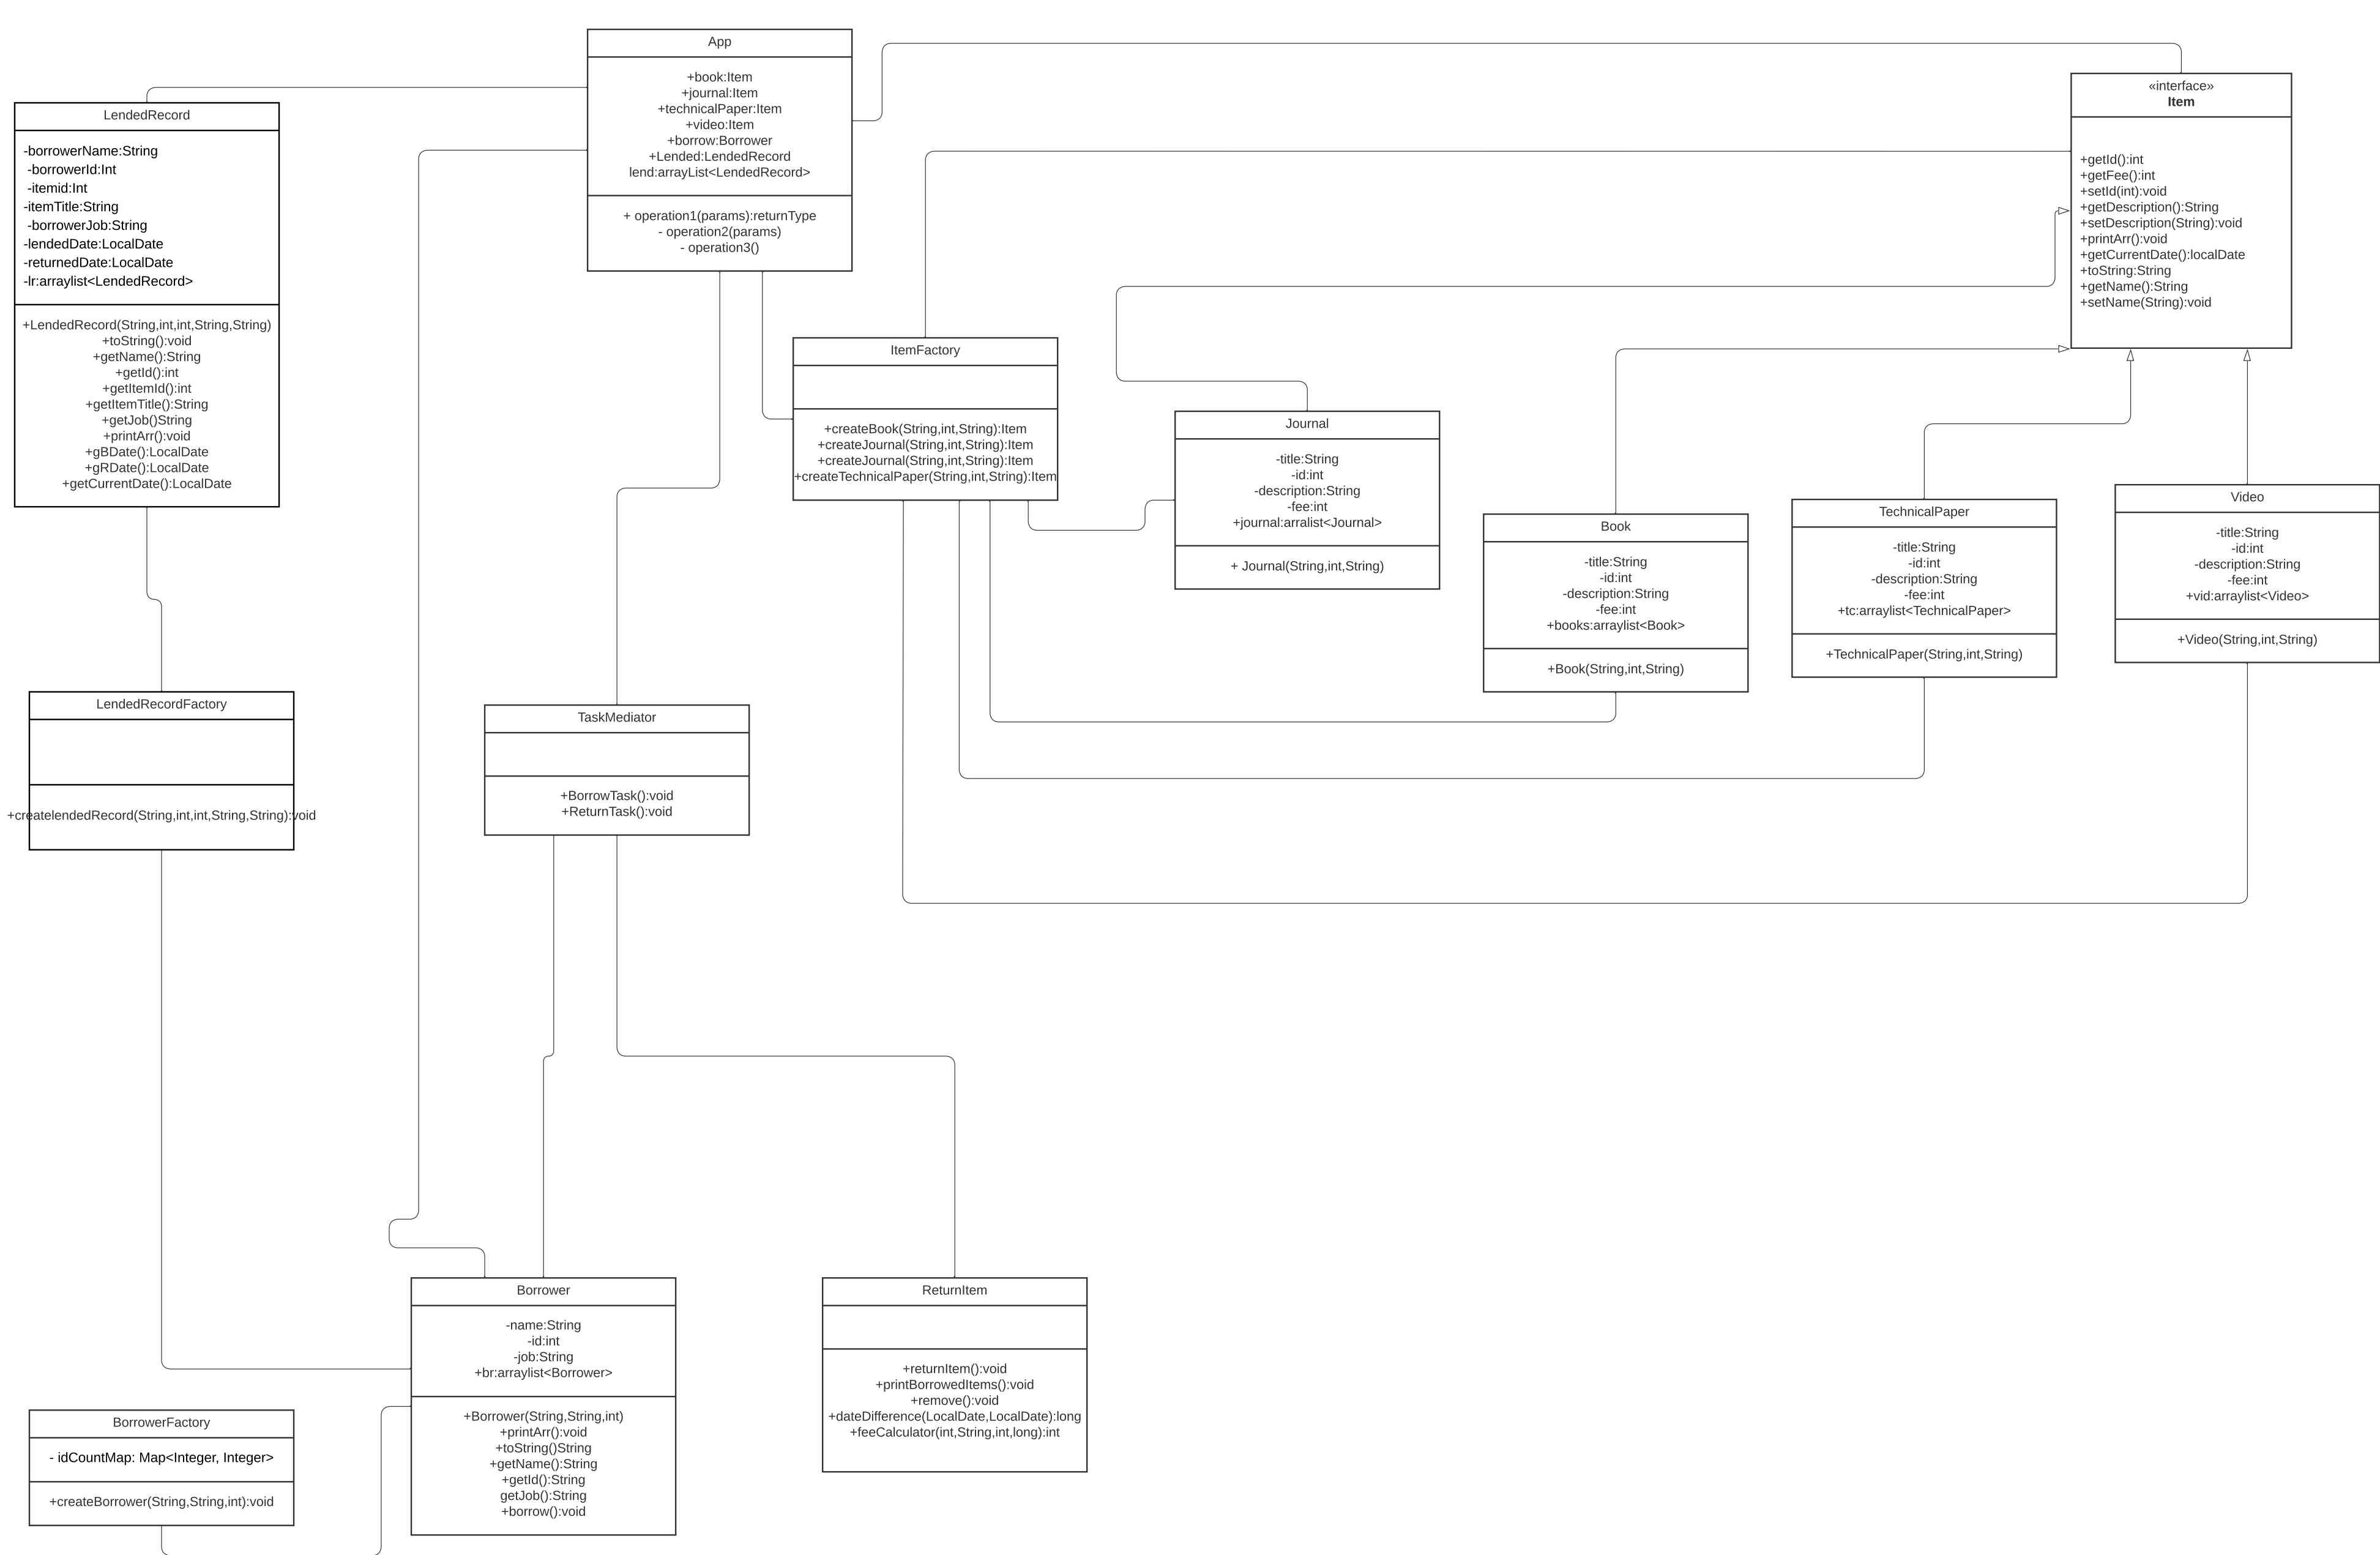 App
+book:Item
+journal:Item
+technicalPaper:Item
+video:Item
+borrow:Borrower
+Lended:LendedRecord
lend:arrayList<LendedRecord>
+ operation1(params):returnType
- operation2(params)
- operation3()
«interface»
Item
+getId():int
+getFee():int
+setId(int):void
+getDescription():String
+setDescription(String):void
+printArr():void
+getCurrentDate():localDate
+toString:String
+getName():String
+setName(String):void
LendedRecord
-borrowerName:String
-borrowerId:Int
-itemid:Int
-itemTitle:String
-borrowerJob:String
-lendedDate:LocalDate
-returnedDate:LocalDate
-lr:arraylist<LendedRecord>
+LendedRecord(String,int,int,String,String)
+toString():void
+getName():String
+getId():int
+getItemId():int
+getItemTitle():String
+getJob()String
+printArr():void
+gBDate():LocalDate
+gRDate():LocalDate
+getCurrentDate():LocalDate
ItemFactory
+createBook(String,int,String):Item
+createJournal(String,int,String):Item
+createJournal(String,int,String):Item
+createTechnicalPaper(String,int,String):Item
Journal
-title:String
-id:int
-description:String
-fee:int
+journal:arralist<Journal>
+ Journal(String,int,String)
Book
-title:String
-id:int
-description:String
-fee:int
+books:arraylist<Book>
+Book(String,int,String)
TechnicalPaper
-title:String
-id:int
-description:String
-fee:int
+tc:arraylist<TechnicalPaper>
+TechnicalPaper(String,int,String)
Video
-title:String
-id:int
-description:String
-fee:int
+vid:arraylist<Video>
+Video(String,int,String)
LendedRecordFactory
+createlendedRecord(String,int,int,String,String):void
TaskMediator
+BorrowTask():void
+ReturnTask():void
Borrower
-name:String
-id:int
-job:String
+br:arraylist<Borrower>
+Borrower(String,String,int)
+printArr():void
+toString()String
+getName():String
+getId():String
getJob():String
+borrow():void
ReturnItem
+returnItem():void
+printBorrowedItems():void
+remove():void
+dateDifference(LocalDate,LocalDate):long
+feeCalculator(int,String,int,long):int
BorrowerFactory
- idCountMap: Map<Integer, Integer>
+createBorrower(String,String,int):void